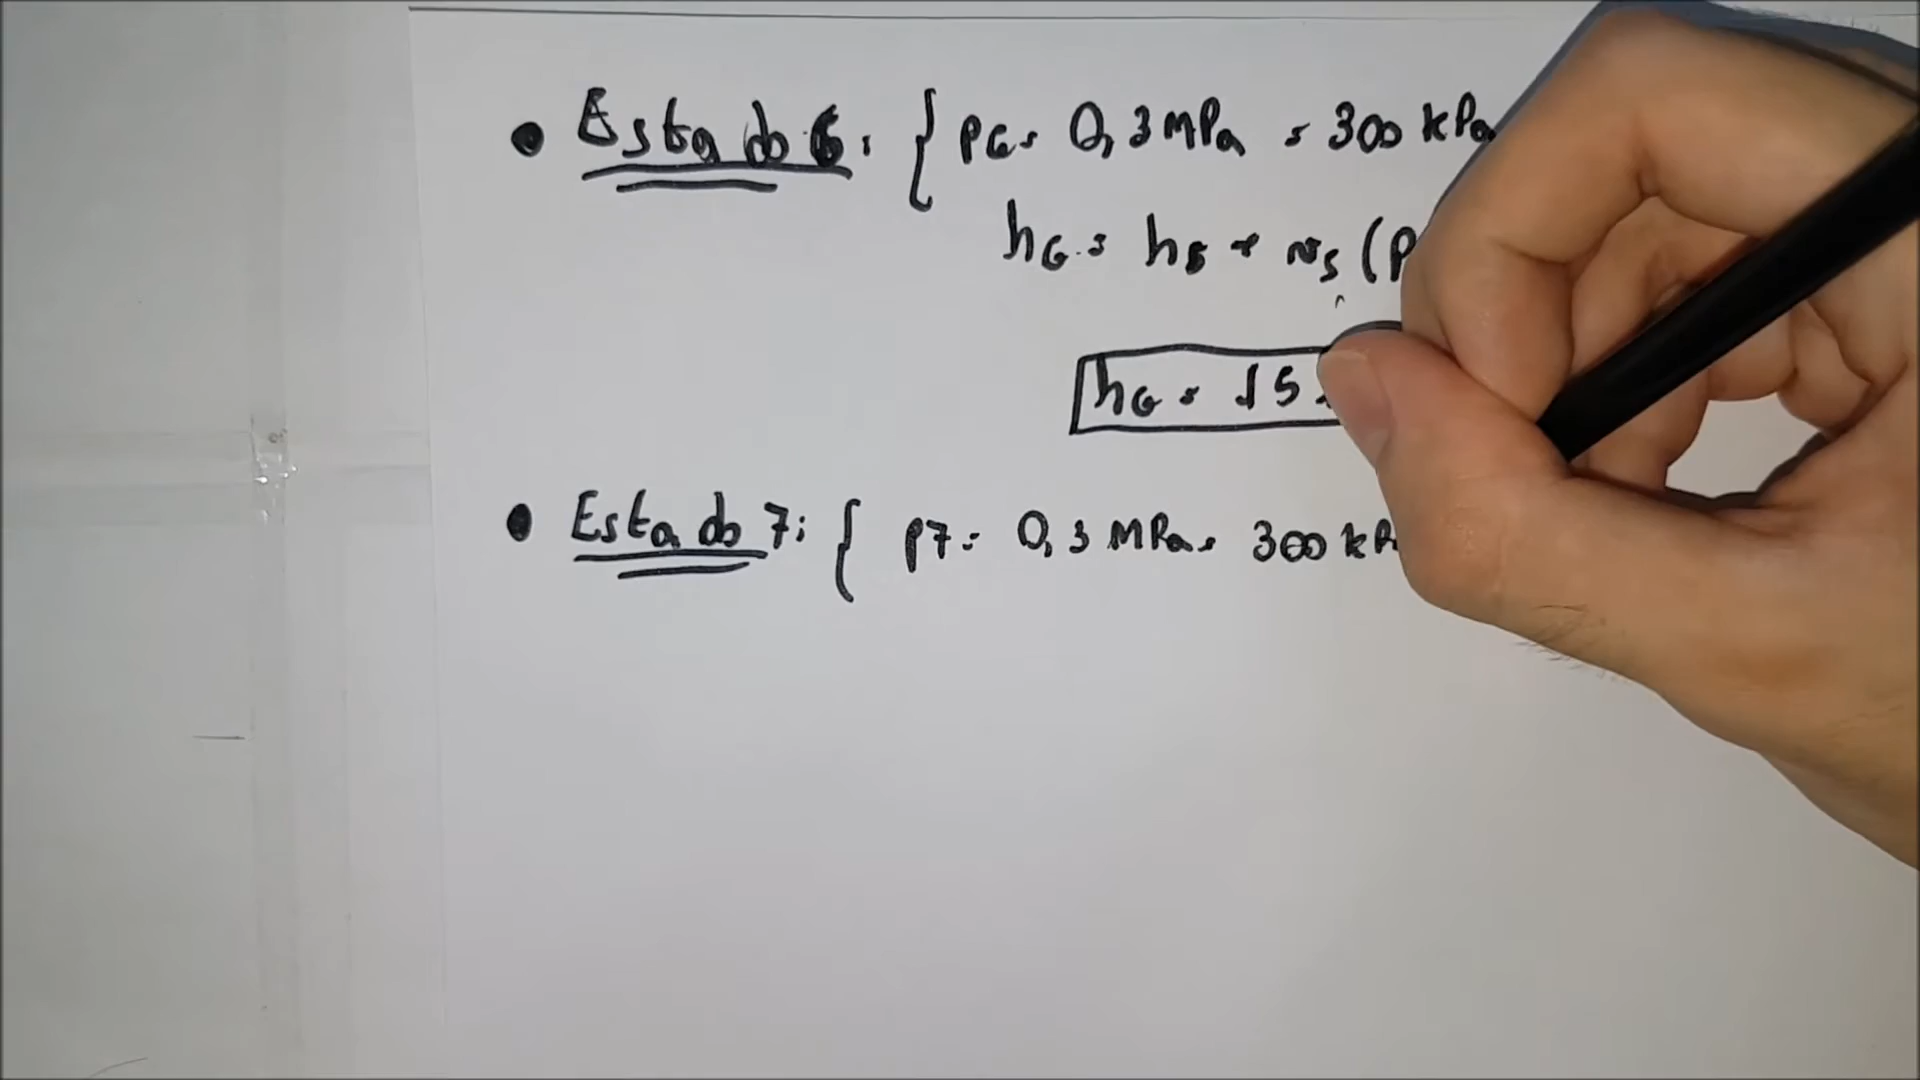 • Estado 6: { p6 = 0,3 MPa = 300 kPa
h6 = h5 + v5 (P
h6 = 15
• Estado 7: { p7 = 0,3 MPa = 300 kPa